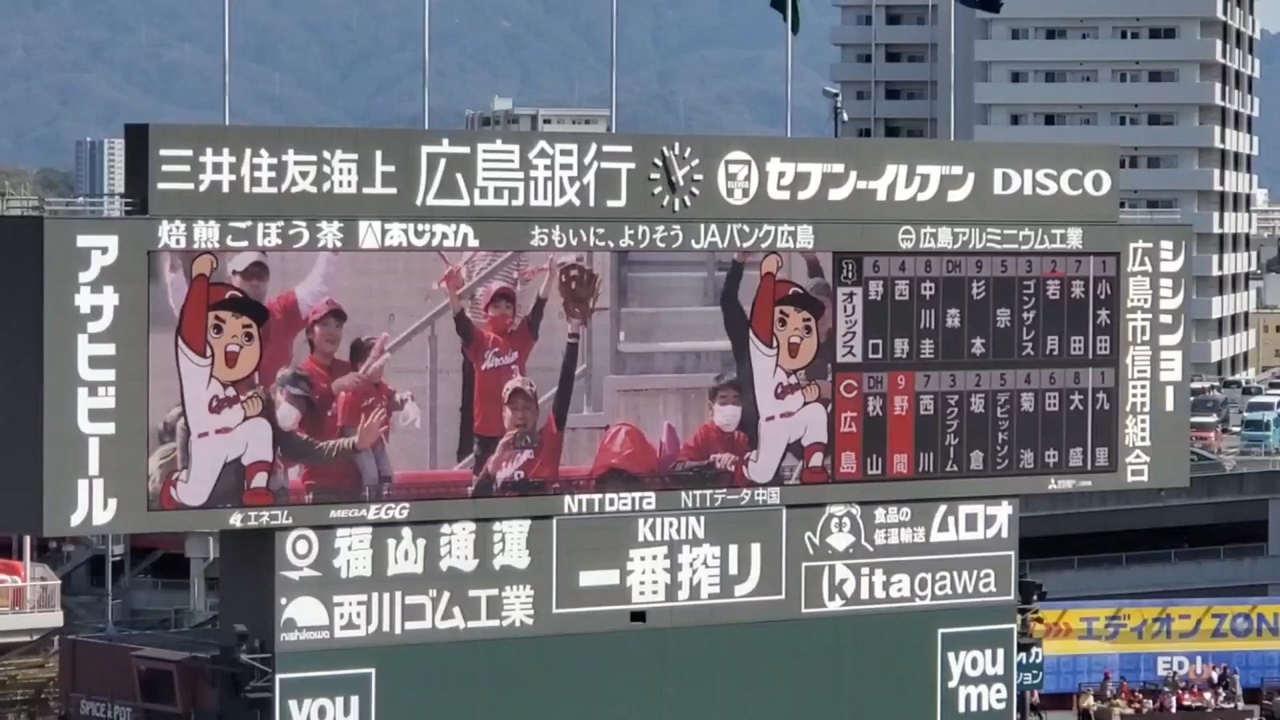 三井住友海上 広島銀行 7 ELEVEN セブン-イレブン DISCO
焙煎ごぼう茶 あじかん おもいに、よりそう JAバンク広島 広島アルミニウム工業
アサヒビール
シシンヨー
広島市信用組合
B 6 4 8 DH 9 5 3 2 7 1
オリックス 野口 西野 中川圭 森 杉本 宗 ゴンザレス 若月 来田 小木田
C DH 9 7 3 2 5 4 6 8 1
広島 秋山 野間 西川 マクブルーム 坂倉 デビッドソン 菊池 田中 大盛 九里
Hiroshima
エネコム MEGA EGG NTT DATA NTTデータ中国
福山通運 KIRIN 食品の低温輸送 ムロオ
nishikawa 西川ゴム工業 一番搾り Kitagawa
エディオン ZON
EDI
you
you me
SPICE & POT